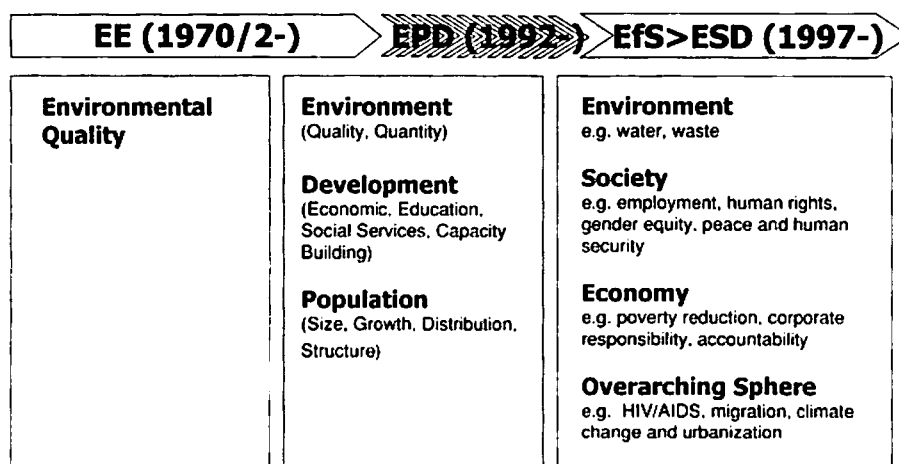 EE (1970/2-)
EPD (1992-)
EfS>ESD (1997-)
Environmental
Quality
Environment
(Quality, Quantity)
Development
(Economic, Education,
Social Services, Capacity
Building)
Population
(Size, Growth, Distribution,
Structure)
Environment
e.g. water, waste
Society
e.g. employment, human rights,
gender equity, peace and human
security
Economy
e.g. poverty reduction, corporate
responsibility, accountability
Overarching Sphere
e.g. HIV/AIDS, migration, climate
change and urbanization